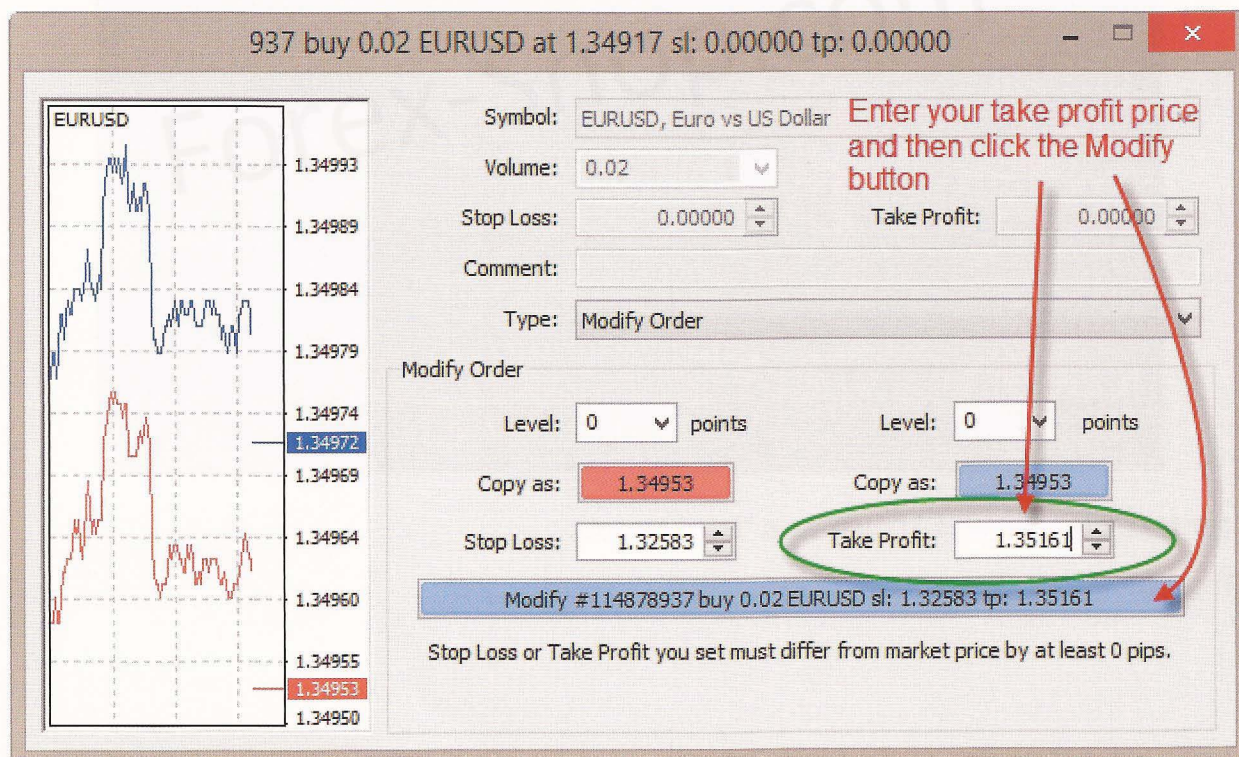 937 buy 0.02 EURUSD at 1.34917 sl: 0.00000 tp: 0.00000
EURUSD
1.34993
1.34989
1.34984
1.34979
1.34974
1.34972
1.34969
1.34964
1.34960
1.34955
1.34953
1.34950
Symbol: EURUSD, Euro vs US Dollar
Enter your take profit price
and then click the Modify
button
Volume: 0.02
Stop Loss: 0.00000 Take Profit: 0.00000
Comment:
Type: Modify Order
Modify Order
Level: 0 points Level: 0 points
Copy as: 1.34953 Copy as: 1.34953
Stop Loss: 1.32583 Take Profit: 1.35161
Modify #114878937 buy 0.02 EURUSD sl: 1.32583 tp: 1.35161
Stop Loss or Take Profit you set must differ from market price by at least 0 pips.